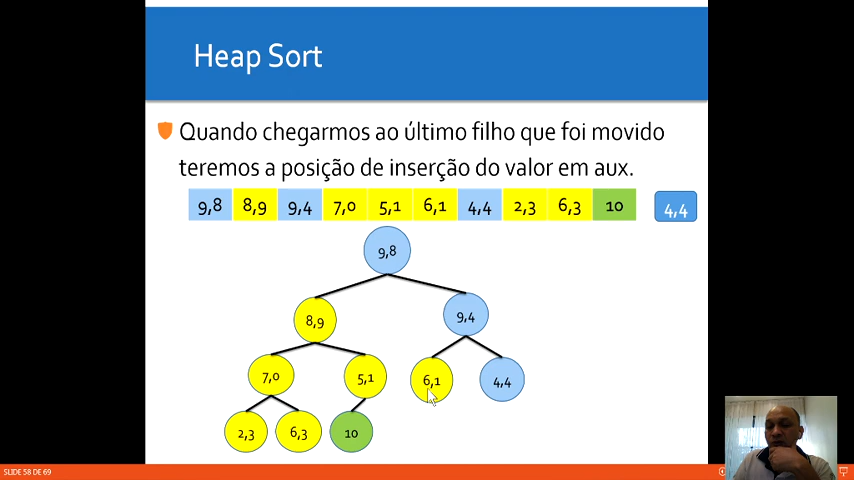 Heap Sort
Quando chegarmos ao último filho que foi movido
teremos a posição de inserção do valor em aux.
9,8 8,9 9,4 7,0 5,1 6,1 4,4 2,3 6,3 10 4,4
9,8
8,9 9,4
7,0 5,1 6,1 4,4
2,3 6,3 10
SLIDE 58 DE 69